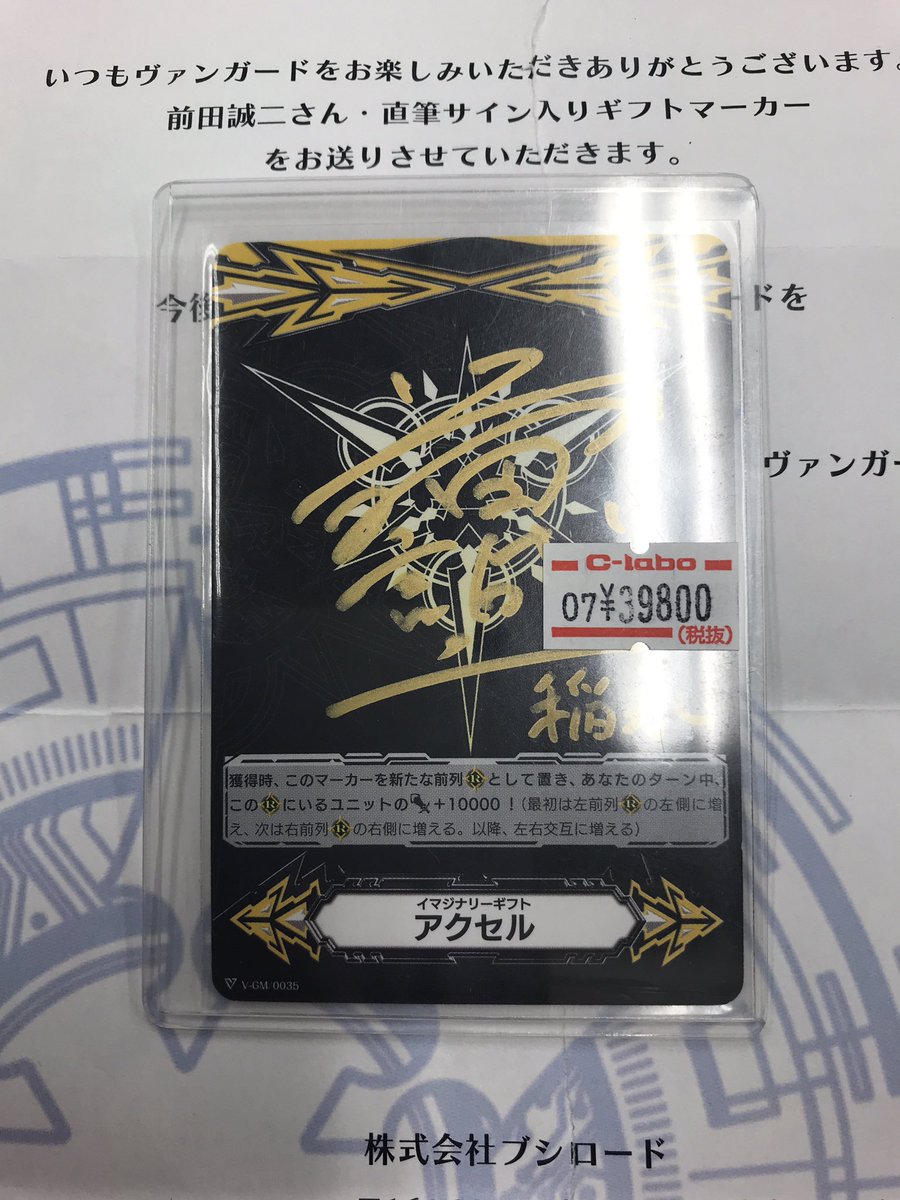 いつもヴァンガードをお楽しみいただきありがとうございます。
前田誠二さん・直筆サイン入りギフトマーカー
をお送りさせていただきます。
今後
ドを
ヴァンガー
C-labo
07¥39800
(税抜)
獲得時、このマーカーを新たな前列Rとして置き、あなたのターン中、
このRにいるユニットの+10000!(最初は左前列Rの左側に増
え、次は右前列Rの右側に増える。以降、左右交互に増える)
イマジナリーギフト
アクセル
V-GM 0035
株式会社ブシロード